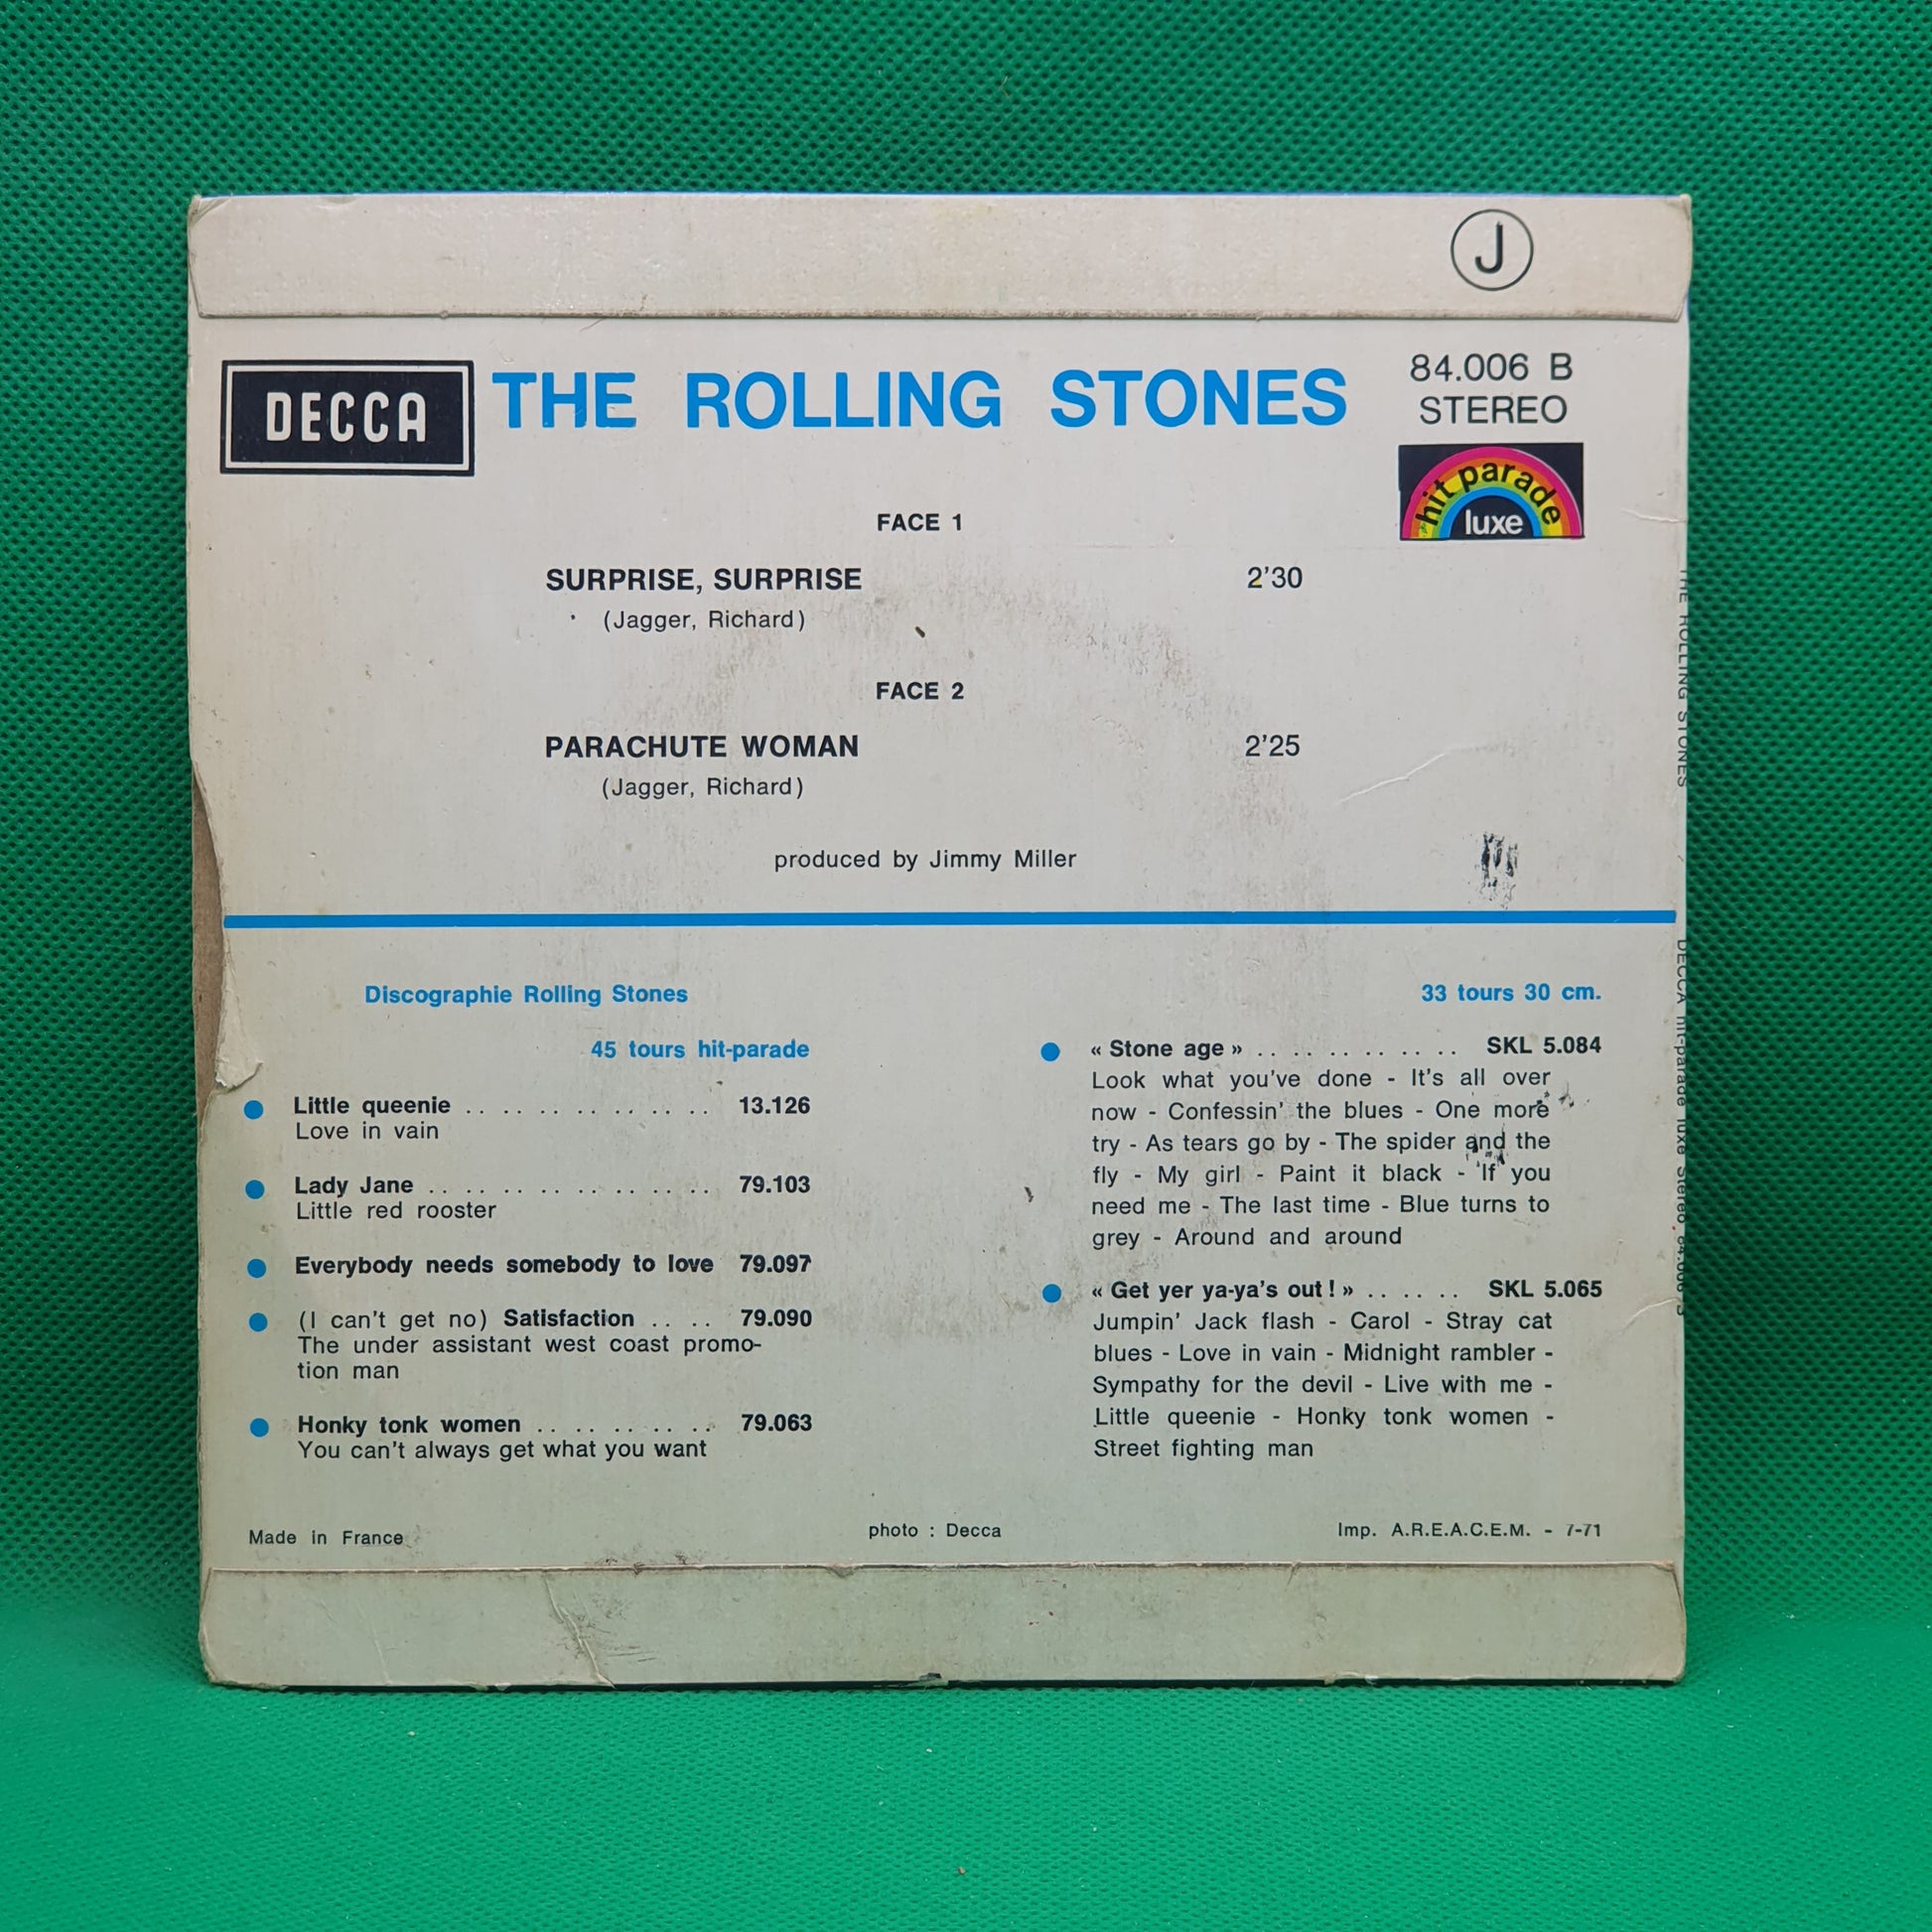 J
DECCA
THE ROLLING STONES
84.006 B
STEREO
hit parade
luxe
FACE 1
SURPRISE, SURPRISE 2'30
(Jagger, Richard)
FACE 2
PARACHUTE WOMAN 2'25
(Jagger, Richard)
produced by Jimmy Miller
Discographie Rolling Stones
45 tours hit-parade
Little queenie .. .. .. .. .. .. .. 13.126
Love in vain
Lady Jane .. .. .. .. .. .. .. .. 79.103
Little red rooster
Everybody needs somebody to love 79.097
(I can't get no) Satisfaction .. .. 79.090
The under assistant west coast promo-
tion man
Honky tonk women .. .. .. .. .. 79.063
You can't always get what you want
33 tours 30 cm.
« Stone age » .. .. .. .. .. .. SKL 5.084
Look what you've done - It's all over
now - Confessin' the blues - One more
try - As tears go by - The spider and the
fly - My girl - Paint it black - If you
need me - The last time - Blue turns to
grey - Around and around
« Get yer ya-ya's out ! » .. .. .. SKL 5.065
Jumpin' Jack flash - Carol - Stray cat
blues - Love in vain - Midnight rambler -
Sympathy for the devil - Live with me -
Little queenie - Honky tonk women -
Street fighting man
Made in France
photo : Decca
Imp. A.R.E.A.C.E.M. - 7-71
THE ROLLING STONES
DECCA hit-parade luxe Stereo